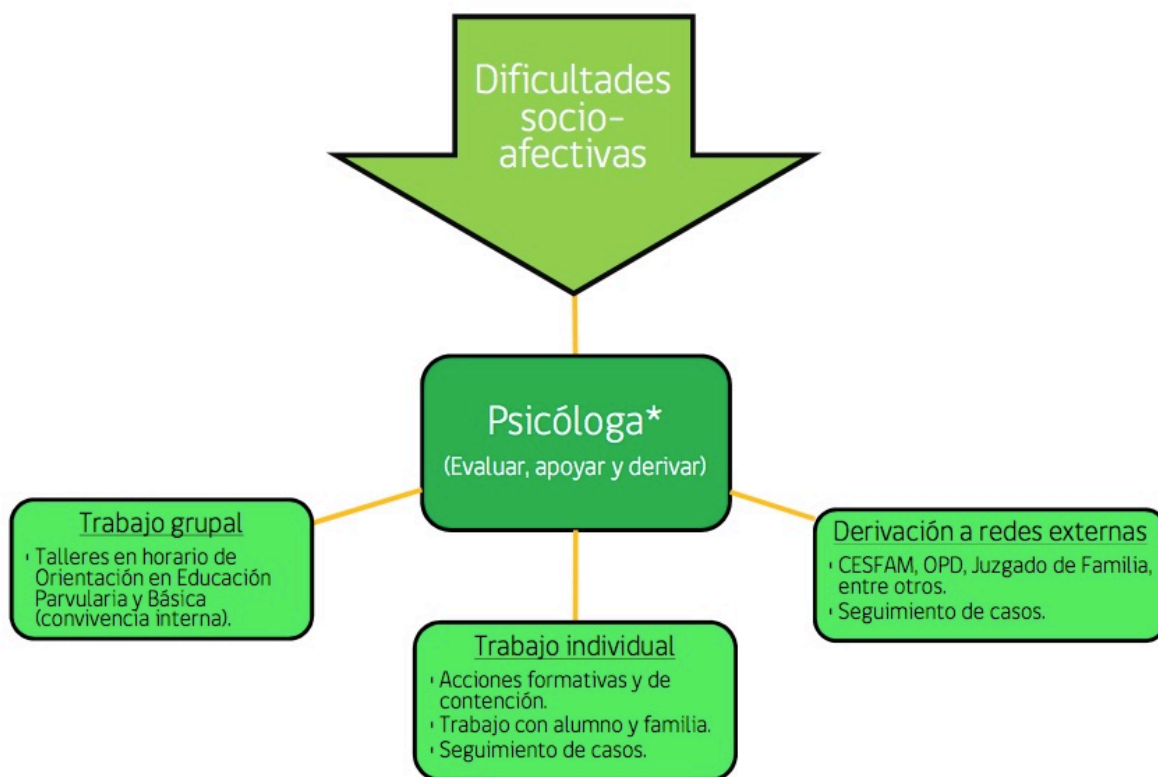 Dificultades
socio-
afectivas
Psicóloga*
(Evaluar, apoyar y derivar)
Trabajo grupal
· Talleres en horario de
Orientación en Educación
Parvularia y Básica
(convivencia interna).
Trabajo individual
· Acciones formativas y de
contención.
· Trabajo con alumno y familia.
· Seguimiento de casos.
Derivación a redes externas
· CESFAM, OPD, Juzgado de Familia,
entre otros.
· Seguimiento de casos.